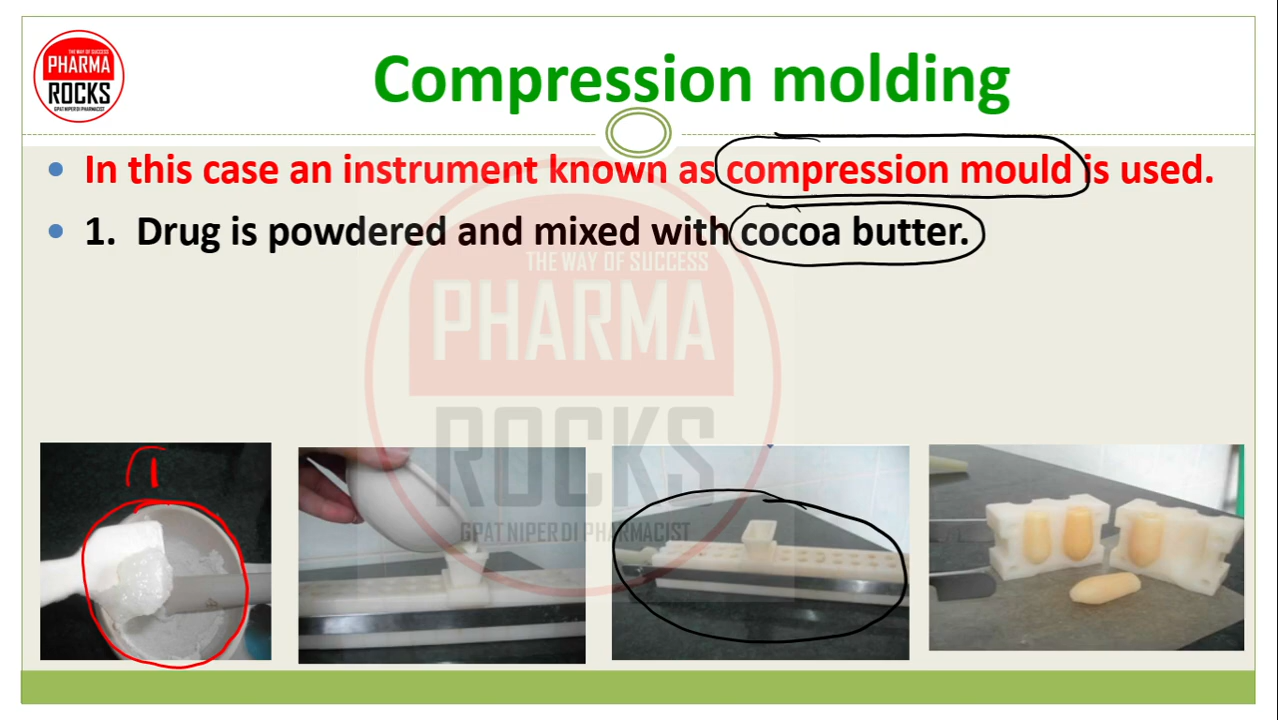 THE WAY OF SUCCESS
PHARMA
ROCKS
GPAT NIPER DI PHARMACIST
Compression molding
• In this case an instrument known as compression mould is used.
• 1. Drug is powdered and mixed with cocoa butter.
THE WAY OF SUCCESS
PHARMA
ROCKS
GPAT NIPER DI PHARMACIST
1